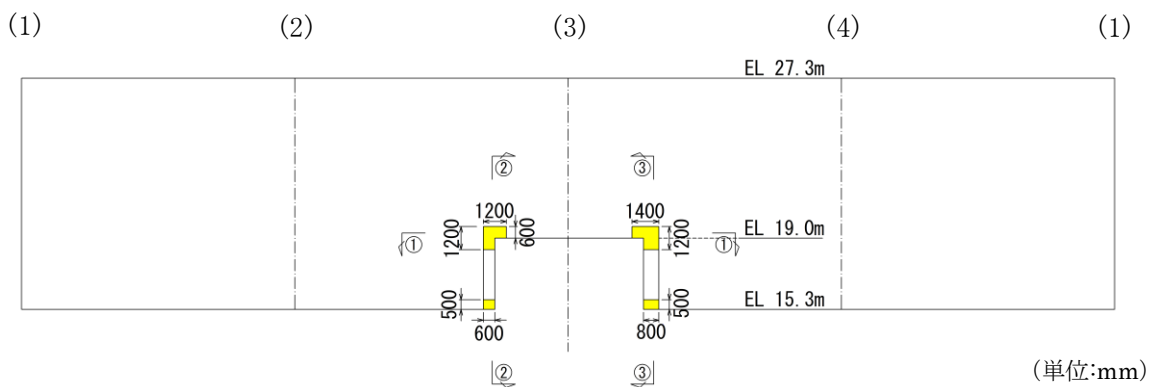 (1) (2) (3) (4) (1)
EL 27.3m
② ③
1200 1400
1200 600 1200
① EL 19.0m ①
500 500 EL 15.3m
600 800
② ③
(単位:mm)